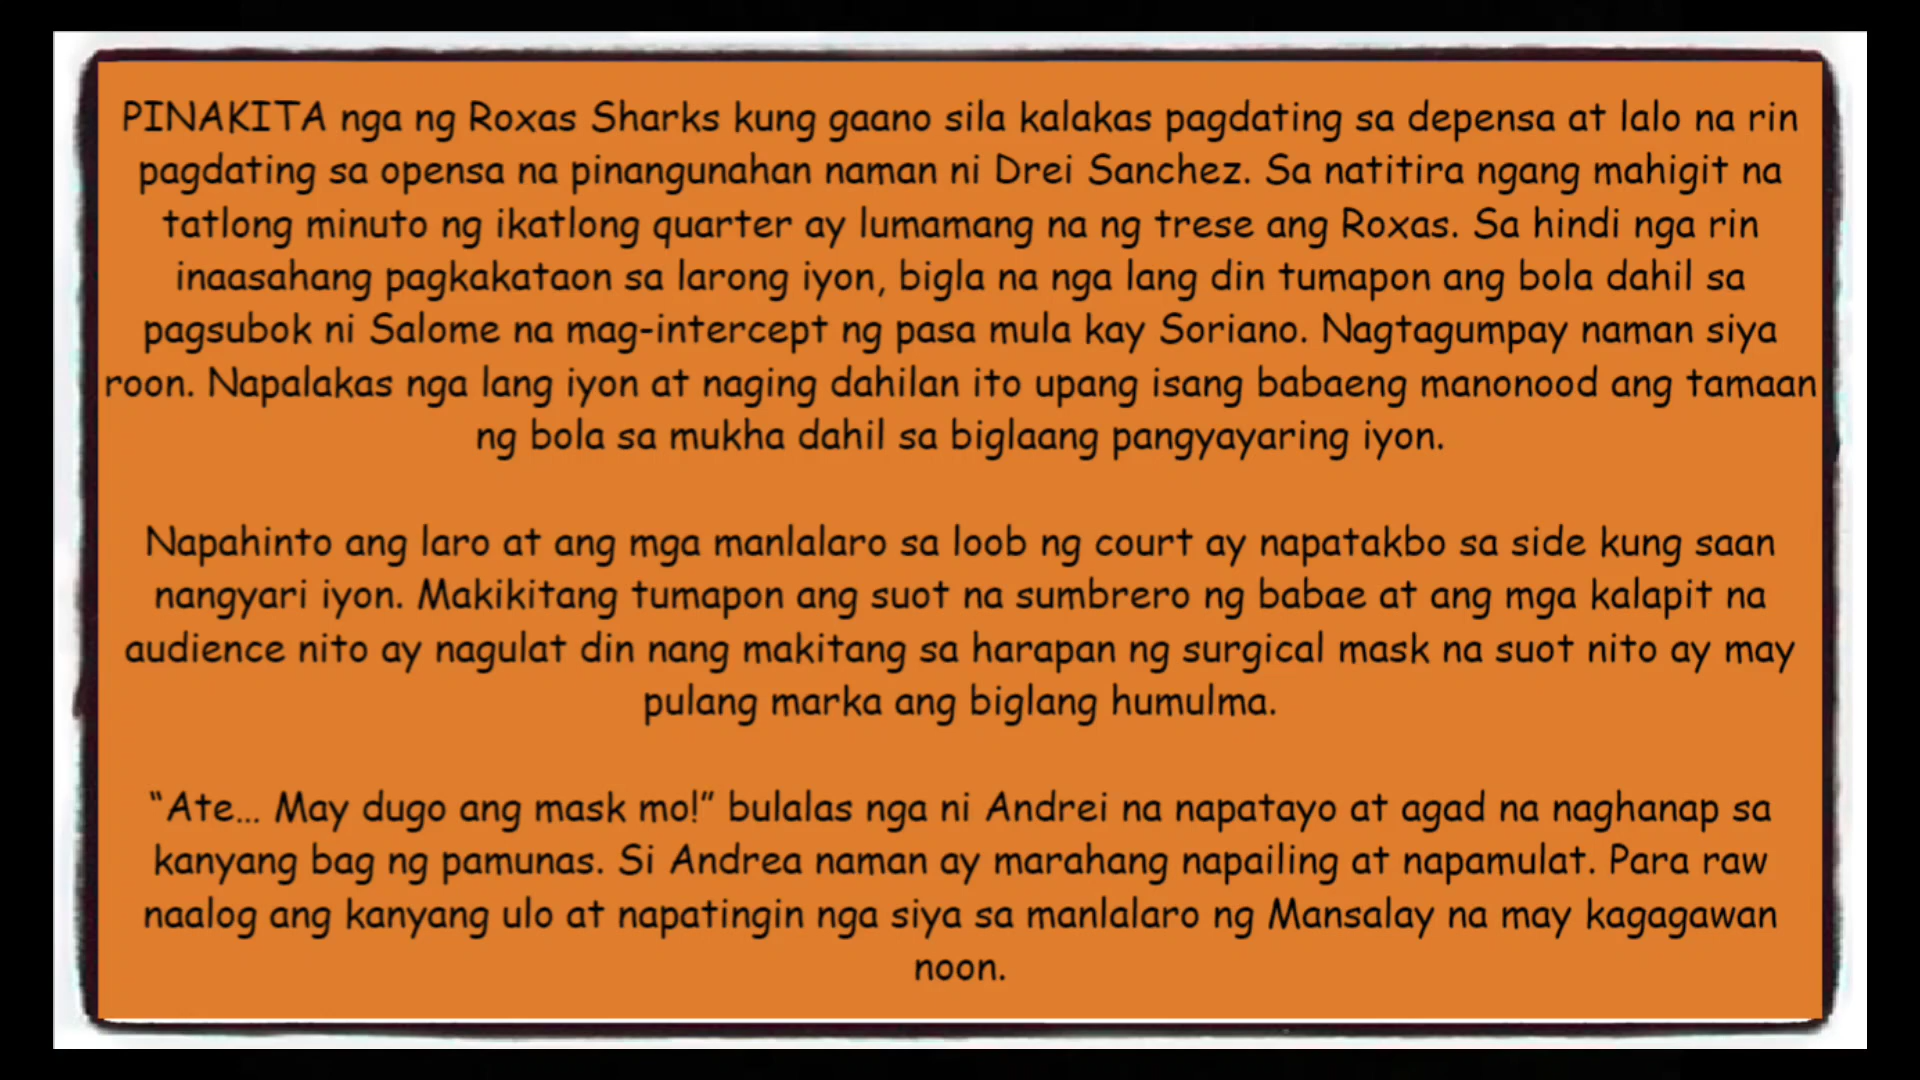 PINAKITA nga ng Roxas Sharks kung gaano sila kalakas pagdating sa depensa at lalo na rin
pagdating sa opensa na pinangunahan naman ni Drei Sanchez. Sa natitira ngang mahigit na
tatlong minuto ng ikatlong quarter ay lumamang na ng trese ang Roxas. Sa hindi nga rin
inaasahang pagkakataon sa larong iyon, bigla na nga lang din tumapon ang bola dahil sa
pagsubok ni Salome na mag-intercept ng pasa mula kay Soriano. Nagtagumpay naman siya
roon. Napalakas nga lang iyon at naging dahilan ito upang isang babaeng manonood ang tamaan
ng bola sa mukha dahil sa biglaang pangyayaring iyon.
Napahinto ang laro at ang mga manlalaro sa loob ng court ay napatakbo sa side kung saan
nangyari iyon. Makikitang tumapon ang suot na sumbrero ng babae at ang mga kalapit na
audience nito ay nagulat din nang makitang sa harapan ng surgical mask na suot nito ay may
pulang marka ang biglang humulma.
“Ate... May dugo ang mask mo!” bulalas nga ni Andrei na napatayo at agad na naghanap sa
kanyang bag ng pamunas. Si Andrea naman ay marahang napailing at napamulat. Para raw
naalog ang kanyang ulo at napatingin nga siya sa manlalaro ng Mansalay na may kagagawan
noon.